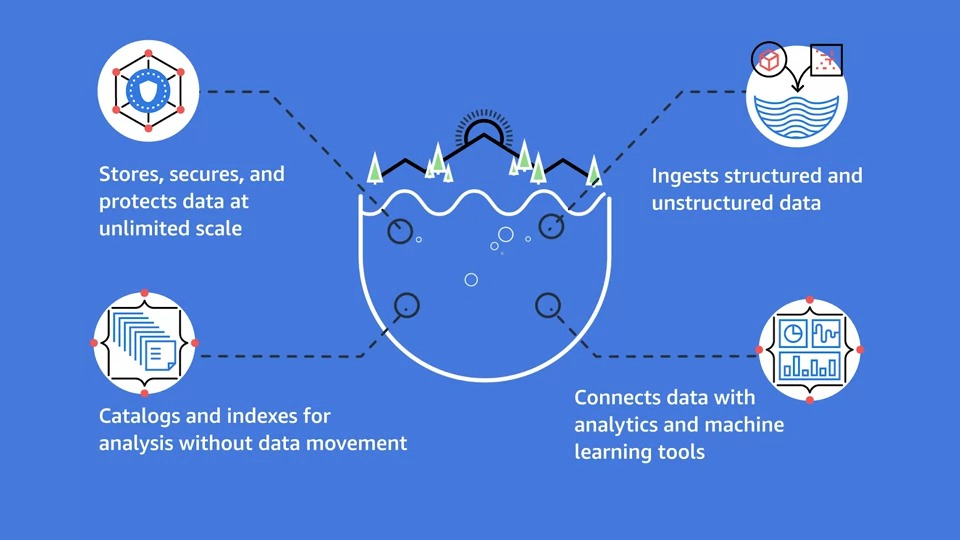 Stores, secures, and
protects data at
unlimited scale
Ingests structured and
unstructured data
Catalogs and indexes for
analysis without data movement
Connects data with
analytics and machine
learning tools